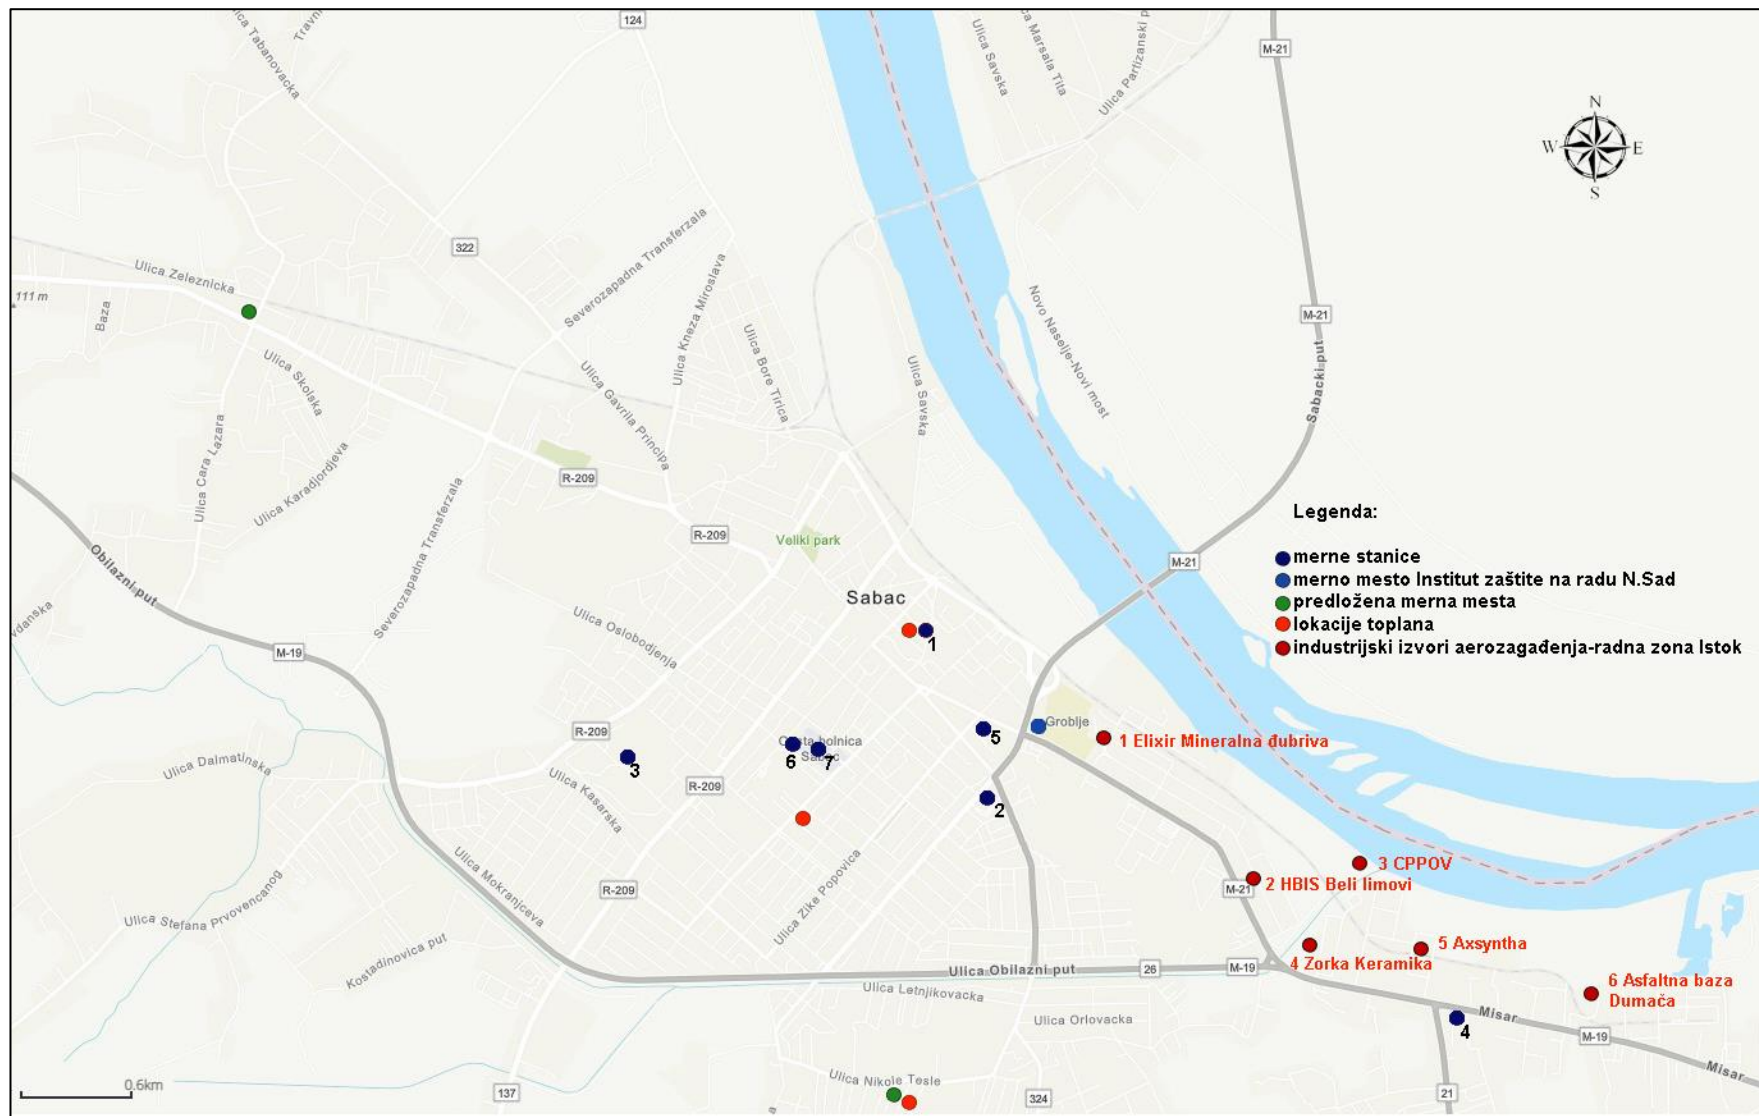 124
M-21
Ulica Tabanovacka
Ulica Savska
Ulica Marsala Tita
Ulica Partizanski
N
W
E
S
322
Severozapadna Transferzala
Ulica Zeleznicka
111 m
Baza
Ulica Kneza Miroslava
Novo Naselje-Novi most
M-21
Ulica Bore Tirica
Sabacki put
Ulica Skolska
Ulica Gavrila Principa
Ulica Savska
Ulica Cara Lazara
Ulica Karadjordjeva
R-209
Severozapadna Transferzala
R-209
Veliki park
Legenda:
merne stanice
merno mesto Institut zaštite na radu N.Sad
predložena merna mesta
lokacije toplana
industrijski izvori aerozagađenja-radna zona Istok
M-21
Obilazni put
Sabac
1
Ulica Oslobodjenja
M-19
R-209
Groblje
5
1 Elixir Mineralna đubriva
bolnica
Sabac
6
7
3
Ulica Dalmatinska
Ulica Kasarska
R-209
2
Ulica Mokranjceva
Ulica Zike Popovica
R-209
3 CPPOV
M-21
2 HBIS Beli limovi
Ulica Stefana Prvovencanog
Kostadinovica put
5 Axsyntha
4 Zorka Keramika
Ulica Obilazni put
26
M-19
Ulica Letnjikovacka
6 Asfaltna baza
Dumača
Ulica Orlovacka
Misar
4
M-19
Misar
0.6km
137
Ulica Nikole Tesle
324
21